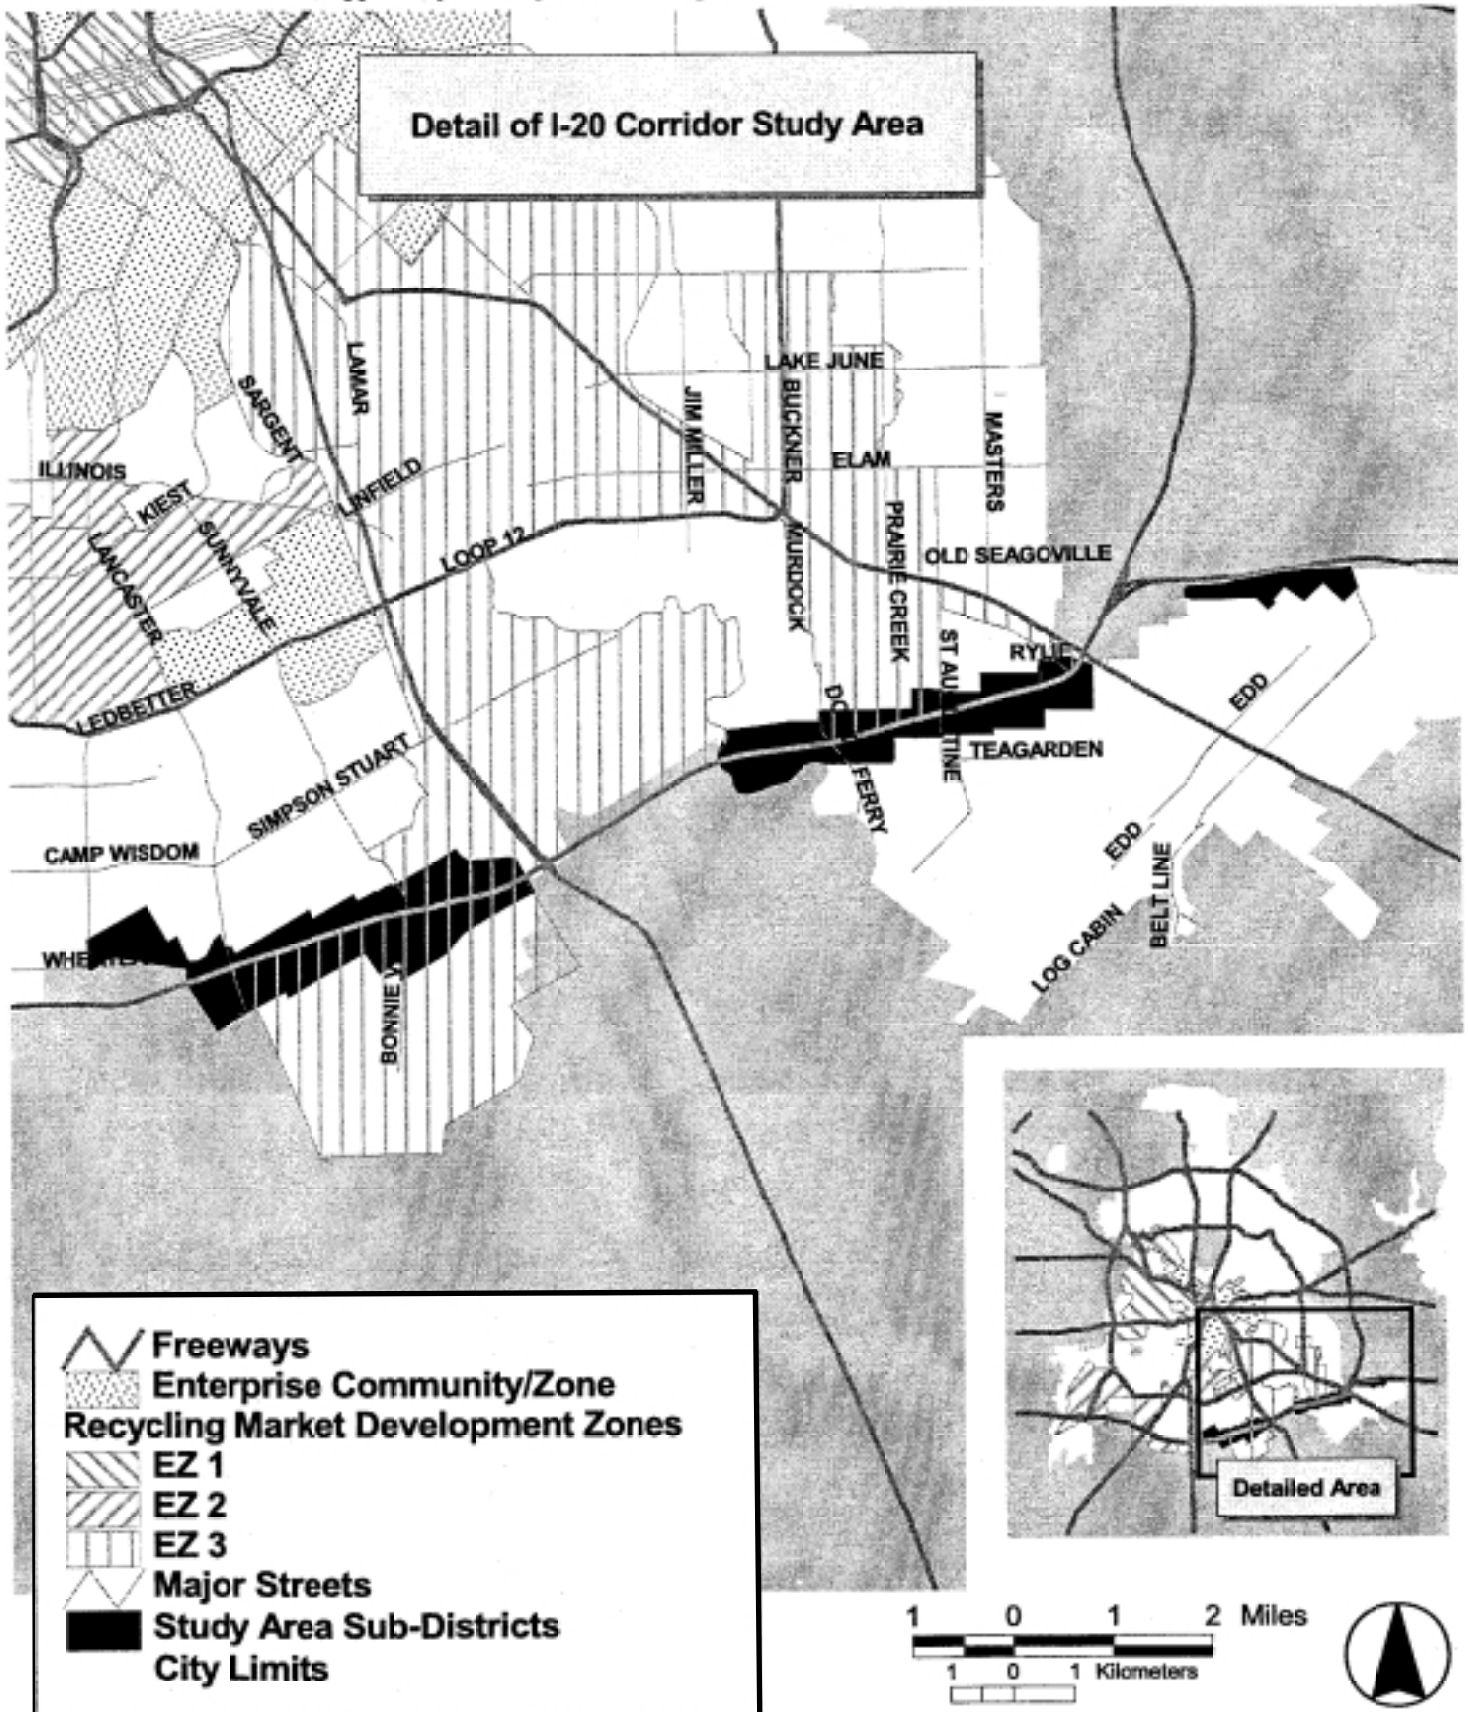 Detail of I-20 Corridor Study Area
LAKE JUNE
LAMAR
SARGENT
JIM MILLER
BUCKNER
MASTERS
ILLINOIS
ELAM
KIEST
LINFIELD
SUNNYVALE
LANCASTER
LOOP 12
MURDOCK
PRAIRIE CREEK
OLD SEAGOVILLE
RYLIE
EDD
LEDBETTER
TEAGARDEN
SIMPSON STUART
FERRY
CAMP WISDOM
EDD
BELT LINE
LOG CABIN
Freeways
Enterprise Community/Zone
Recycling Market Development Zones
EZ 1
EZ 2
EZ 3
Major Streets
Study Area Sub-Districts
City Limits
Detailed Area
1 0 1 2 Miles
1 0 1 Kilometers